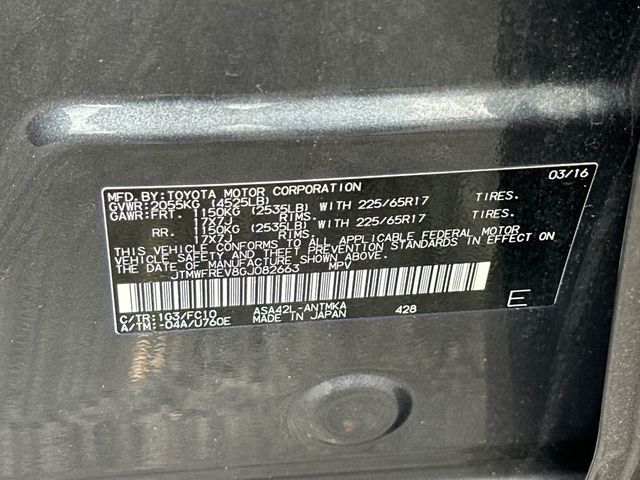 MFD.BY:TOYOTA MOTOR CORPORATION 03/16
GVWR:2055KG (4525LB)
GAWR:FRT. 1150KG (2535LB) WITH 225/65R17 TIRES.
17X7J RIMS.
RR. 1150KG (2535LB) WITH 225/65R17 TIRES.
17X7J RIMS.
THIS VEHICLE CONFORMS TO ALL APPLICABLE FEDERAL MOTOR
VEHICLE SAFETY AND THEFT PREVENTION STANDARDS IN EFFECT ON
THE DATE OF MANUFACTURE SHOWN ABOVE.
JTMWFREV8GJ082663 MPV
C/TR:1G3/FC10 ASA42L-ANTMKA 428 E
A/TM:-04A/U760E MADE IN JAPAN